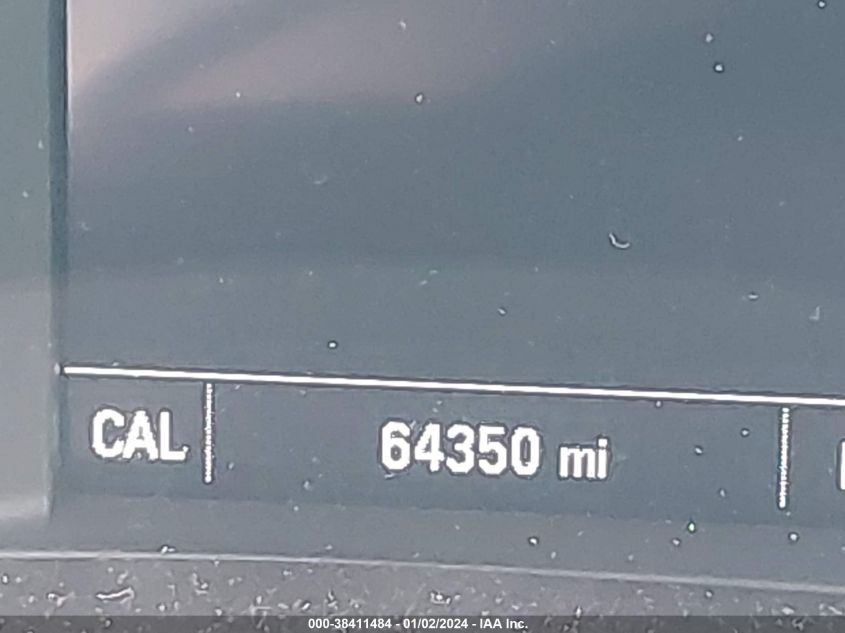 CAL 64350 mi
000-38411484 - 01/02/2024 - IAA Inc.